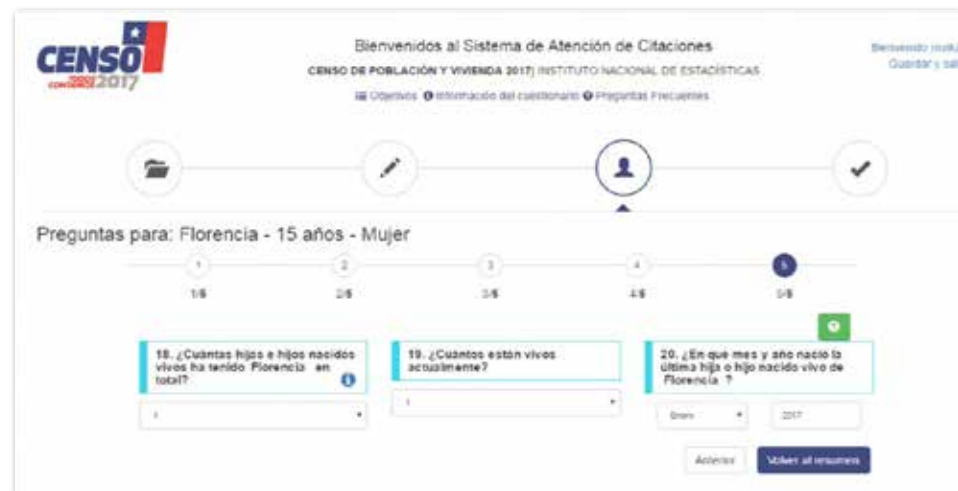 CENSO
2017
Bienvenidos al Sistema de Atención de Citaciones
CENSO DE POBLACIÓN Y VIVIENDA 2017| INSTITUTO NACIONAL DE ESTADÍSTICAS
Objetivos Información del cuestionario Preguntas Frecuentes
Bienvenido
Guardar y
Preguntas para: Florencia - 15 años - Mujer
1 2 3 4 5
1/5 2/5 3/5 4/5 5/5
18. ¿Cuántas hijas e hijos nacidos
vivos ha tenido Florencia en
total?
1
19. ¿Cuántos están vivos
actualmente?
1
20. ¿En que mes y año nació la
última hija o hijo nacido vivo de
Florencia ?
Enero 2017
Anterior Volver al resumen